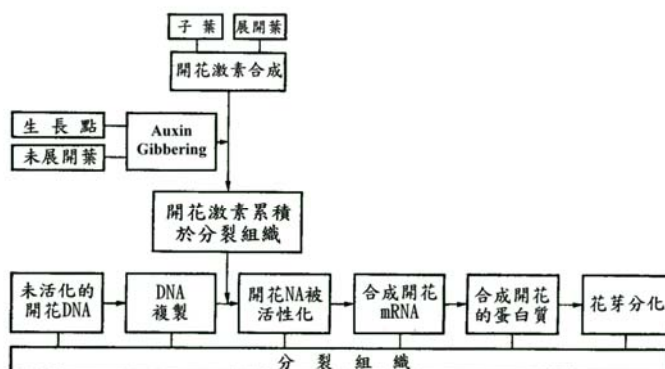 子葉
展開葉
開花激素合成
生長點
未展開葉
Auxin
Gibbering
開花激素累積
於分裂組織
未活化的
開花DNA
DNA
複製
開花NA被
活性化
合成開花
mRNA
合成開花
的蛋白質
花芽分化
分裂組織